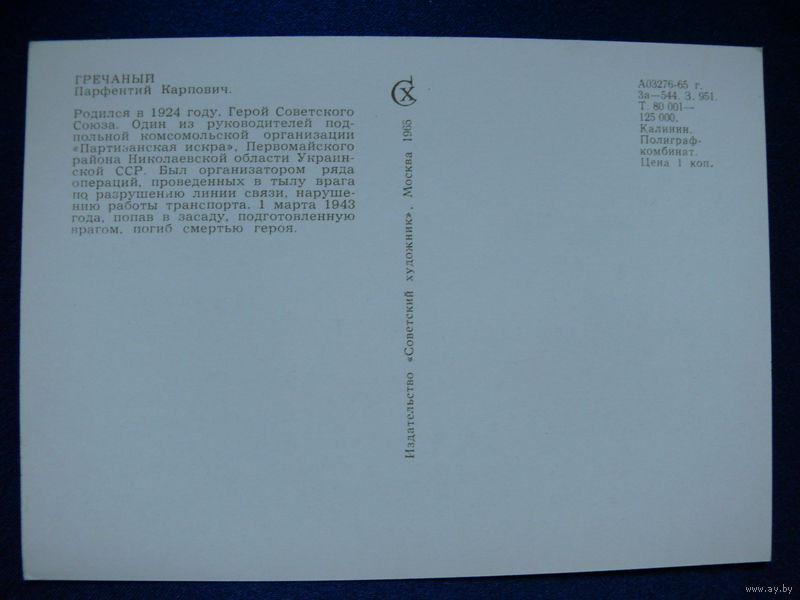 ГРЕЧАНЫЙ
Парфентий Карпович.
Родился в 1924 году. Герой Советского
Союза. Один из руководителей под-
польной комсомольской организации
«Партизанская искра», Первомайского
района Николаевской области Украин-
ской ССР. Был организатором ряда
операций, проведенных в тылу врага
по разрушению линии связи, наруше-
нию работы транспорта. 1 марта 1943
года, попав в засаду, подготовленную
врагом, погиб смертью героя.
СХ
Издательство «Советский художник», Москва 1965
А03276-65 г.
За—544. З. 951.
Т. 80 001—
125 000.
Калинин.
Полиграф-
комбинат.
Цена 1 коп.
www.ay.by